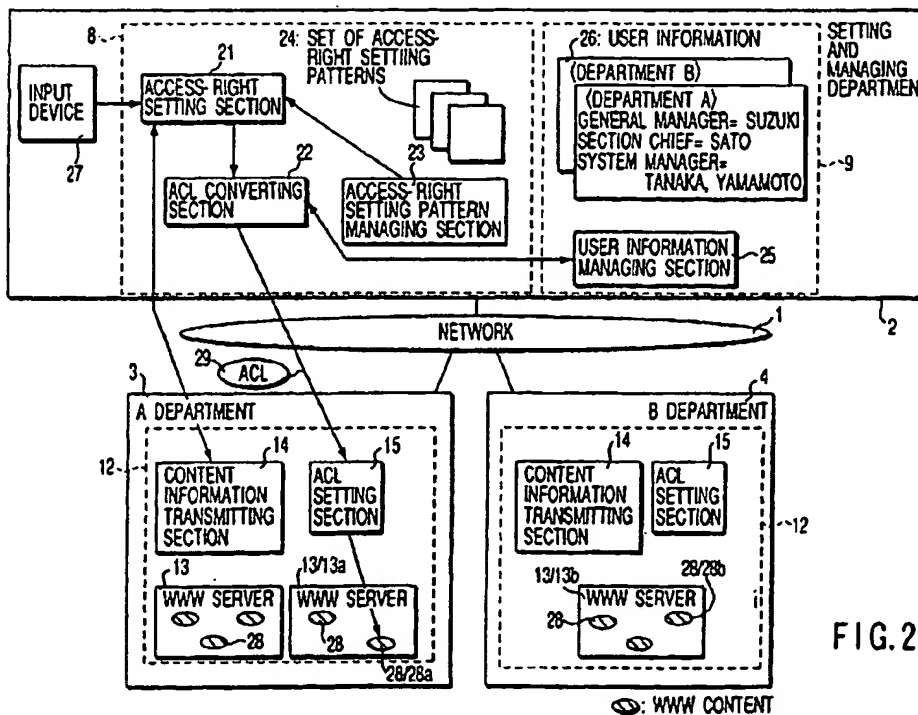 8
24: SET OF ACCESS-
RIGHT SETTIING
PATTERNS
26: USER INFORMATION
SETTING
AND
MANAGING
DEPARTMENT
21
INPUT
DEVICE
27
ACCESS-RIGHT
SETTING SECTION
22
ACL CONVERTING
SECTION
23
ACCESS-RIGHT
SETTING PATTERN
MANAGING SECTION
⟨DEPARTMENT B⟩
⟨DEPARTMENT A⟩
GENERAL MANAGER= SUZUKI
SECTION CHIEF= SATO
SYSTEM MANAGER=
TANAKA, YAMAMOTO
9
USER INFORMATION
MANAGING SECTION
25
2
NETWORK
1
29
ACL
3
A DEPARTMENT
12
14
CONTENT
INFORMATION
TRANSMITTING
SECTION
15
ACL
SETTING
SECTION
13
WWW SERVER
28
13/13a
WWW SERVER
28
28/28a
4
B DEPARTMENT
14
CONTENT
INFORMATION
TRANSMITTING
SECTION
15
ACL
SETTING
SECTION
12
13/13b
28/28b
WWW SERVER
28
FIG.2
: WWW CONTENT